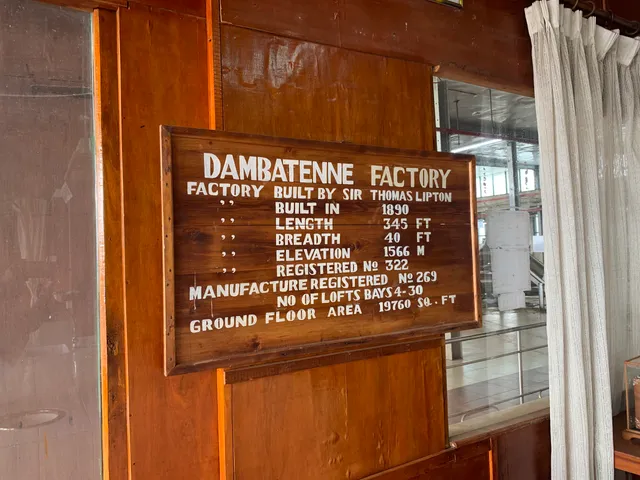 DAMBATENNE FACTORY
FACTORY BUILT BY SIR THOMAS LIPTON
" BUILT IN 1890
" LENGTH 345 FT
" BREADTH 40 FT
" ELEVATION 1566 M
" REGISTERED No 322
MANUFACTURE REGISTERED No 269
NO OF LOFTS BAYS 4-30
GROUND FLOOR AREA 19760 SQ. FT